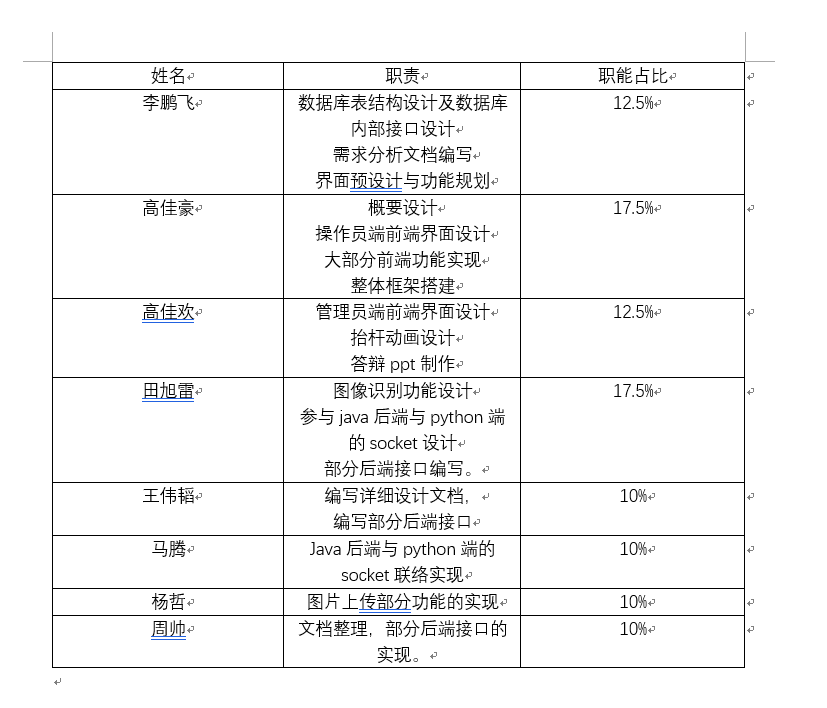 姓名 职责 职能占比
李鹏飞 数据库表结构设计及数据库 12.5%
内部接口设计
需求分析文档编写
界面预设计与功能规划
高佳豪 概要设计 17.5%
操作员端前端界面设计
大部分前端功能实现
整体框架搭建
高佳欢 管理员端前端界面设计 12.5%
抬杆动画设计
答辩 ppt 制作
田旭雷 图像识别功能设计 17.5%
参与 java 后端与 python 端
的 socket 设计
部分后端接口编写。
王伟韬 编写详细设计文档， 10%
编写部分后端接口
马腾 Java 后端与 python 端的 10%
socket 联络实现
杨哲 图片上传部分功能的实现 10%
周帅 文档整理，部分后端接口的 10%
实现。